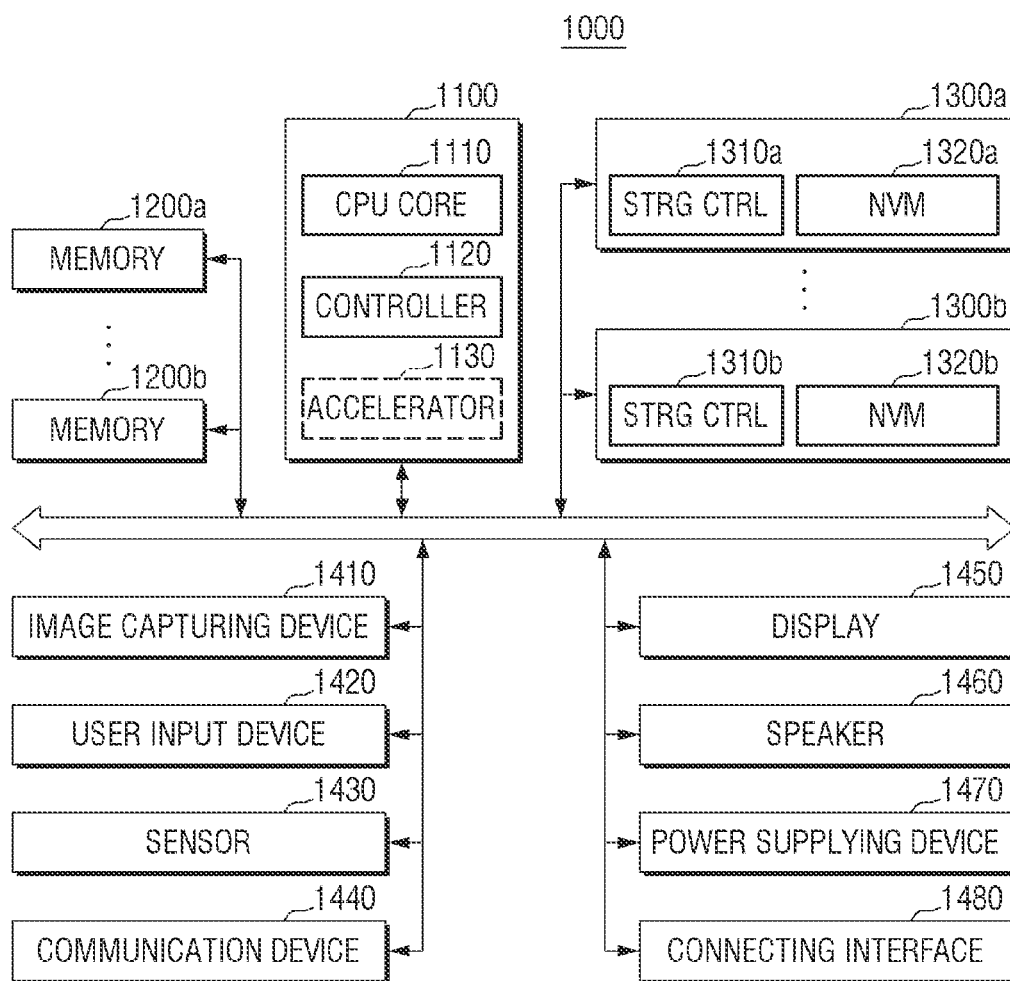 1000
1100
1110
CPU CORE
1120
CONTROLLER
1130
ACCELERATOR
1200a
MEMORY
1200b
MEMORY
1300a
1310a
STRG CTRL
1320a
NVM
1300b
1310b
STRG CTRL
1320b
NVM
1410
IMAGE CAPTURING DEVICE
1420
USER INPUT DEVICE
1430
SENSOR
1440
COMMUNICATION DEVICE
1450
DISPLAY
1460
SPEAKER
1470
POWER SUPPLYING DEVICE
1480
CONNECTING INTERFACE